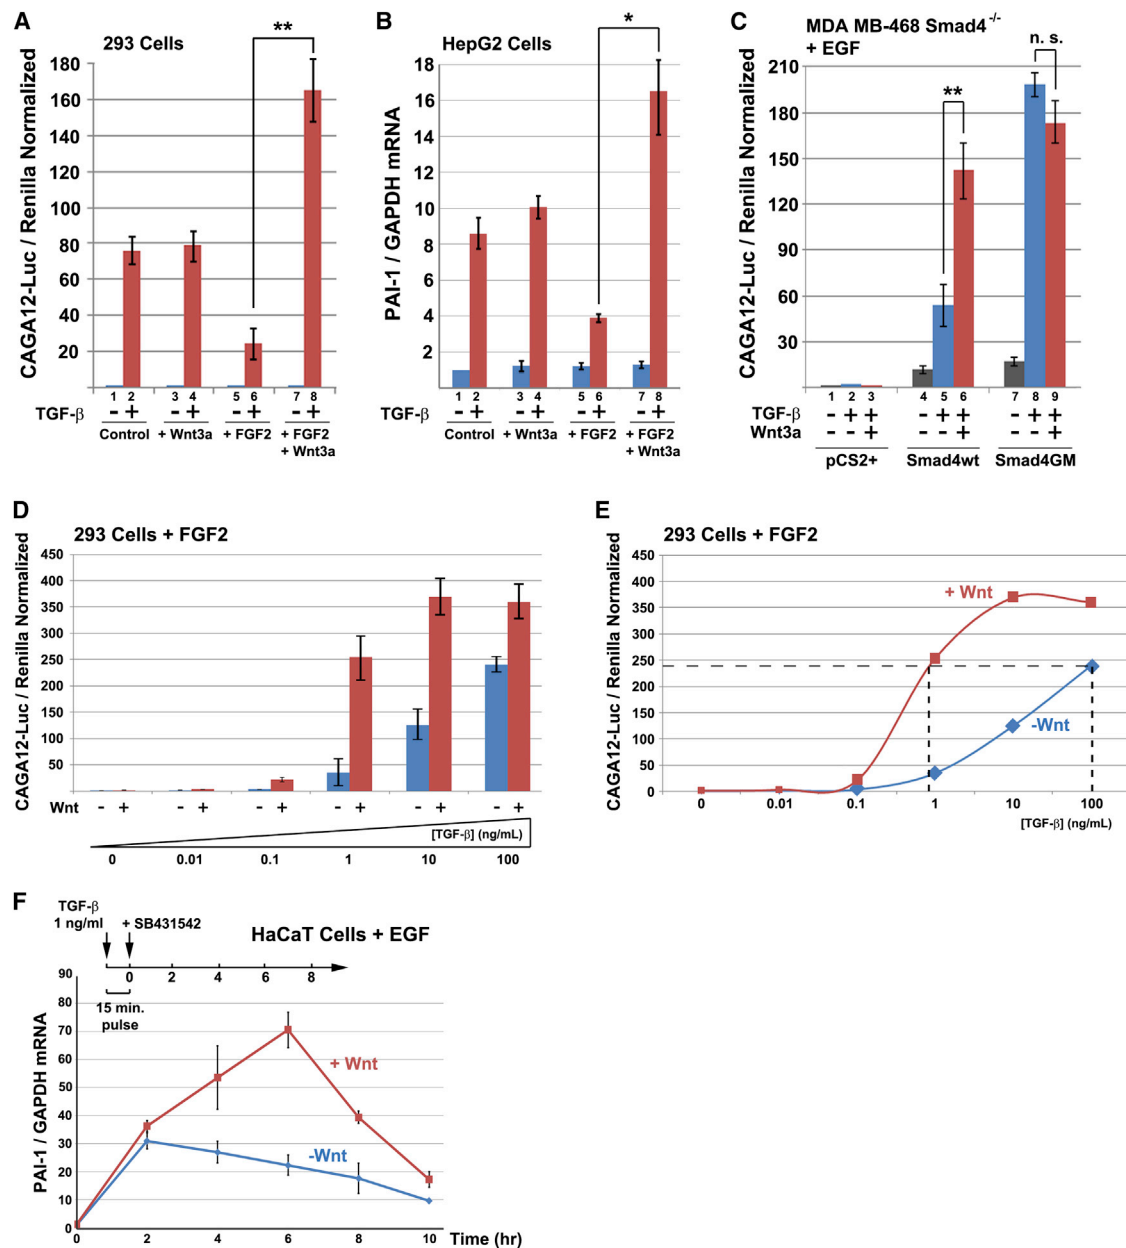 A
293 Cells
**
CAGA12-Luc / Renilla Normalized
180
160
140
120
100
80
60
40
20
1 2 3 4 5 6 7 8
TGF-β - + - + - + - +
Control + Wnt3a + FGF2 + FGF2
+ Wnt3a
B
HepG2 Cells
*
PAI-1 / GAPDH mRNA
18
16
14
12
10
8
6
4
2
1 2 3 4 5 6 7 8
TGF-β - + - + - + - +
Control + Wnt3a + FGF2 + FGF2
+ Wnt3a
C
MDA MB-468 Smad4 -/-
+ EGF
n. s.
**
CAGA12-Luc / Renilla Normalized
210
180
150
120
90
60
30
1 2 3 4 5 6 7 8 9
TGF-β - + + - + + - + +
Wnt3a - - + - - + - - +
pCS2+ Smad4wt Smad4GM
D
293 Cells + FGF2
CAGA12-Luc / Renilla Normalized
450
400
350
300
250
200
150
100
50
Wnt - + - + - + - + - + - +
[TGF-β] (ng/mL)
0 0.01 0.1 1 10 100
E
293 Cells + FGF2
CAGA12-Luc / Renilla Normalized
450
400
350
300
250
200
150
100
50
0
+ Wnt
-Wnt
0 0.01 0.1 1 10 100
[TGF-β] (ng/mL)
F
TGF-β
1 ng/ml + SB431542
HaCaT Cells + EGF
0 2 4 6 8
15 min.
pulse
PAI-1 / GAPDH mRNA
90
80
70
60
50
40
30
20
10
0
+ Wnt
-Wnt
0 2 4 6 8 10 Time (hr)